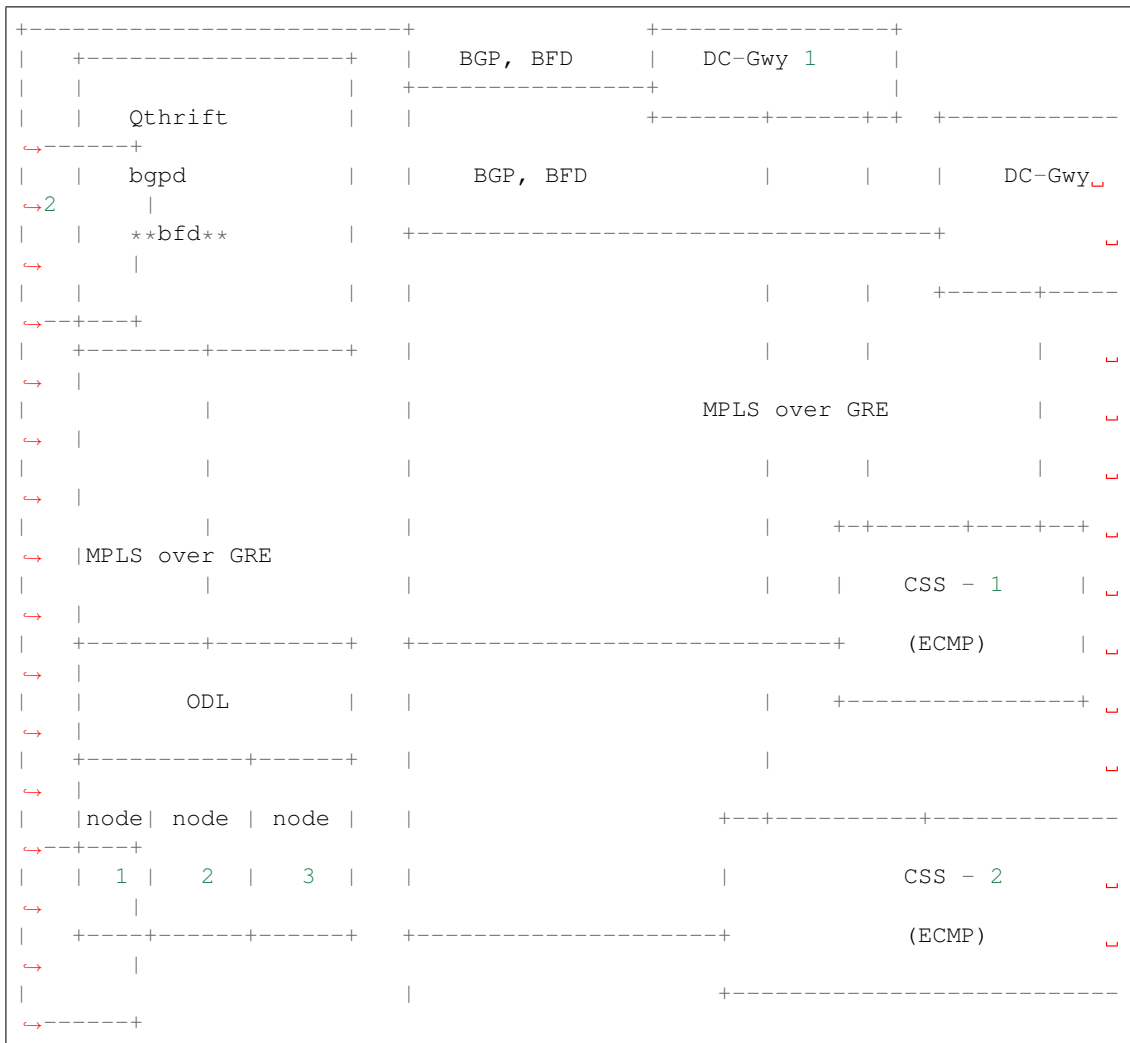 +--------------------------+                +----------------+
|   +------------------+   |   BGP, BFD     |   DC-Gwy 1     |
|   |                  |   +----------------+                |
|   |   Qthrift        |   |                +-------+------+-+  +------------
↪------+
|   |   bgpd           |   |    BGP, BFD            |      |    |    DC-Gwy␣
↪2        |
|   |   **bfd**        |   +------------------------------------+           ␣
↪       |
|   |                  |   |                        |      |    +------+-----
↪--+---+
|   +--------+---------+   |                        |      |           |    ␣
↪   |
|            |             |                    MPLS over GRE          |    ␣
↪   |
|            |             |                        |      |           |    ␣
↪   |
|            |             |                        |    +-+------+----+--+ ␣
↪   |MPLS over GRE
|            |             |                        |    |    CSS - 1     | ␣
↪   |
|   +--------+---------+   +-----------------------------+    (ECMP)      | ␣
↪   |
|   |       ODL        |   |                        |    +----------------+ ␣
↪   |
|   +-----------+------+   |                        |                       ␣
↪   |
|   |node| node | node |   |                     +--+----------+-------------
↪--+---+
|   |  1 |   2  |   3  |   |                     |            CSS - 2       ␣
↪       |
|   +----+------+------+   +---------------------+            (ECMP)        ␣
↪       |
|                          |                     +---------------------------
↪------+